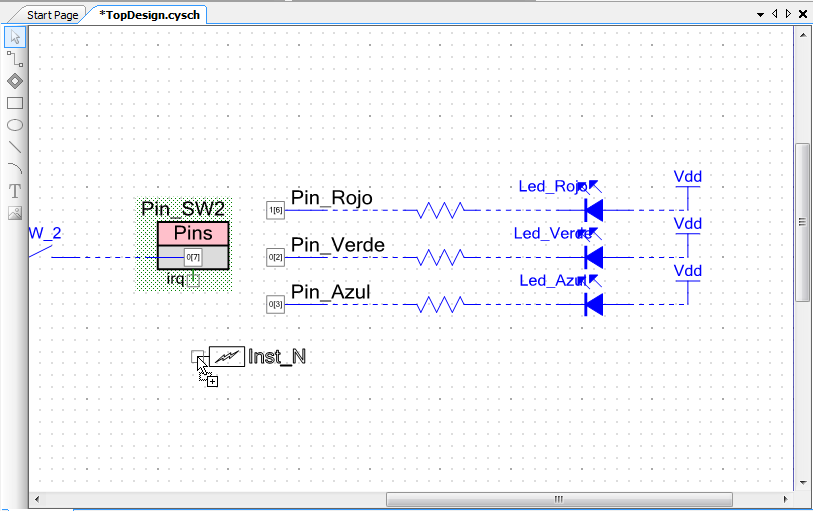 Start Page
*TopDesign.cysch
T
Pin_SW2
Pins
W_2
0[7]
irq
1[6]
Pin_Rojo
Led_Rojo
Vdd
0[2]
Pin_Verde
Led_Verde
Vdd
0[3]
Pin_Azul
Led_Azul
Vdd
Inst_N